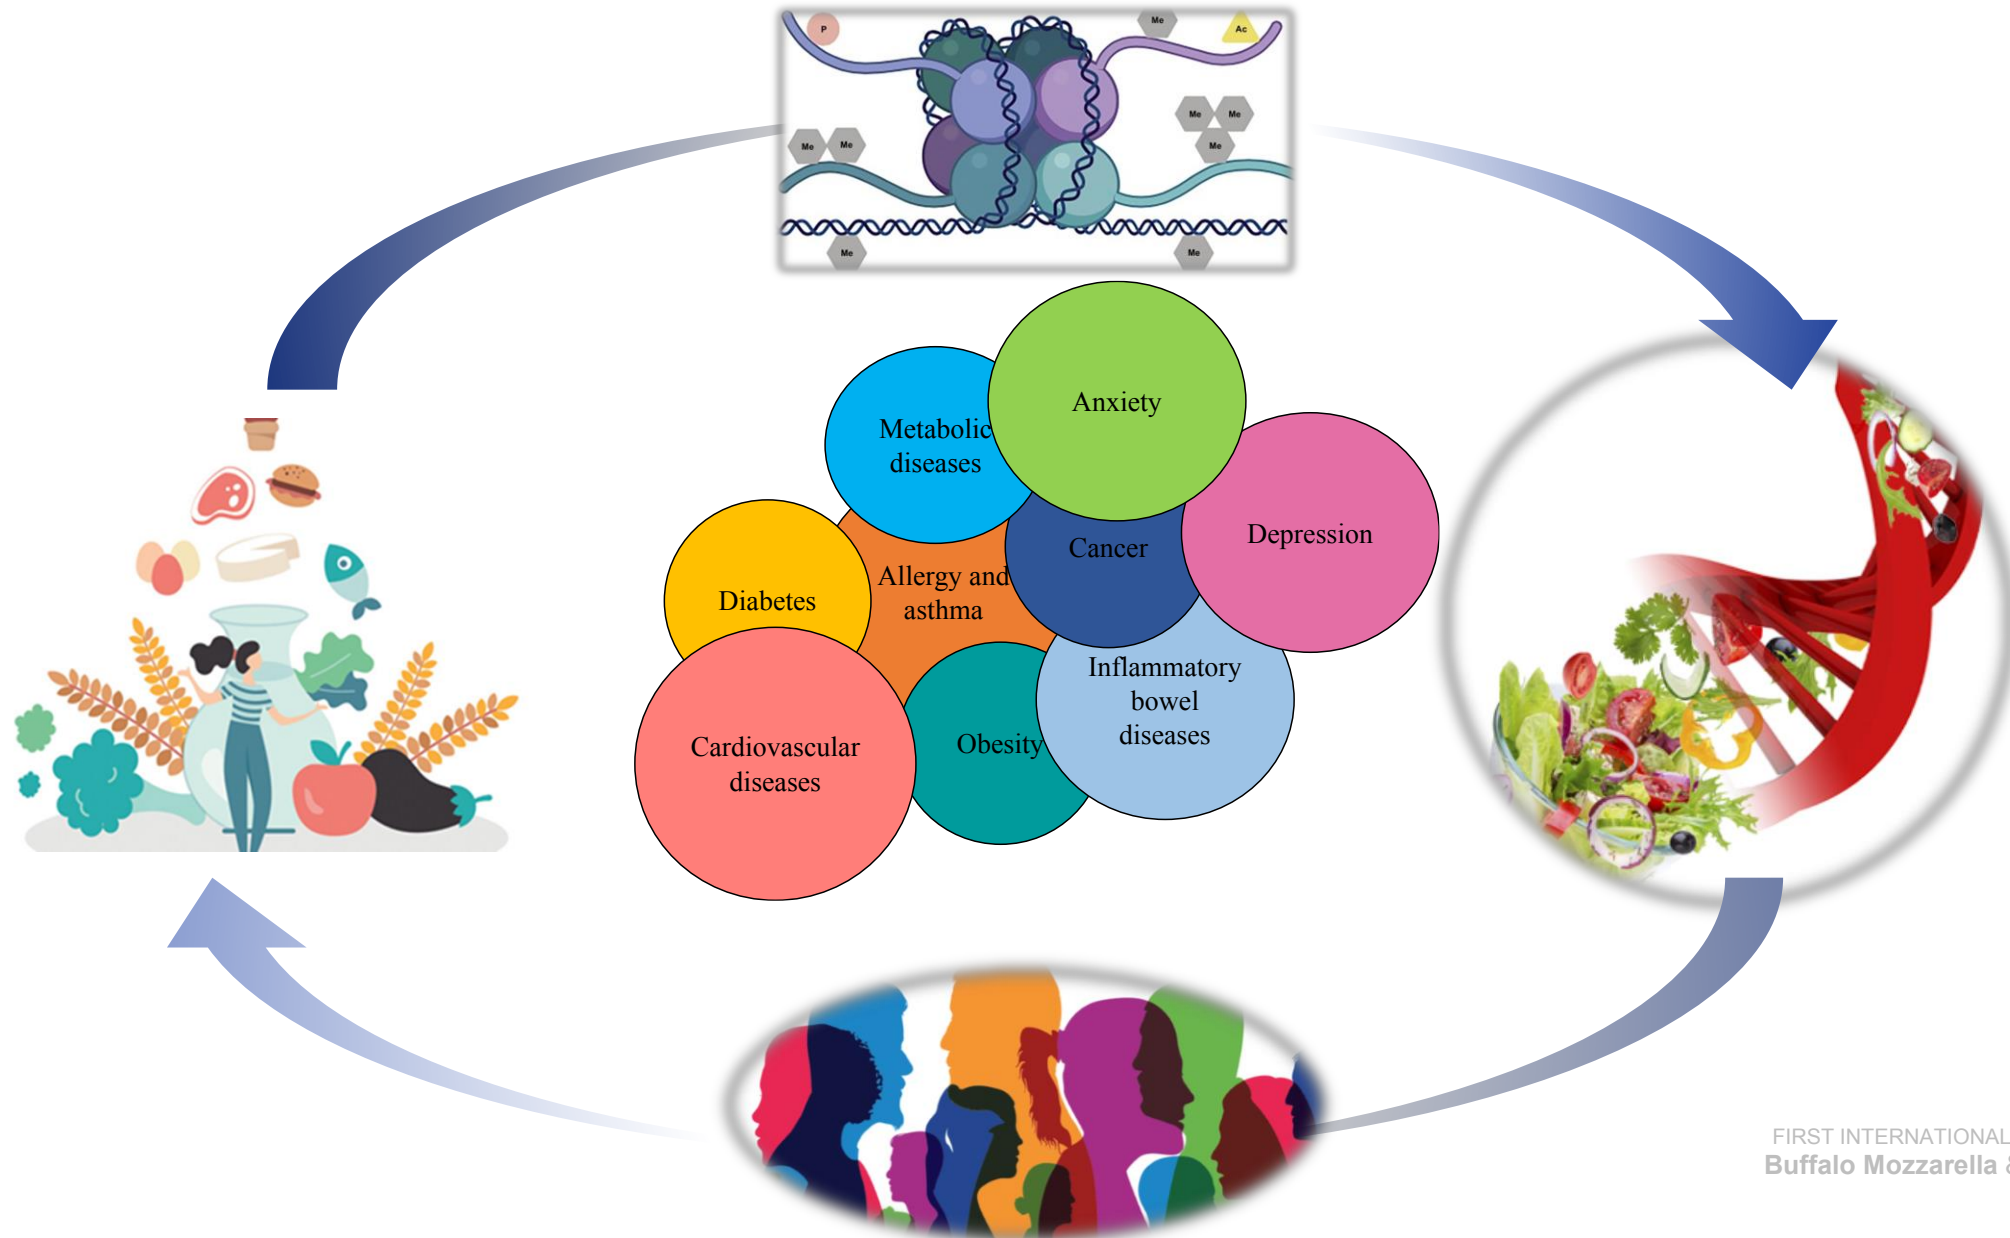 P
Me
Ac
Me
Me
Me
Me
Me
Me
Me
Anxiety
Metabolic
diseases
Depression
Cancer
Allergy and
asthma
Diabetes
Inflammatory
bowel
diseases
Cardiovascular
diseases
Obesity
FIRST INTERNATIONAL
Buffalo Mozzarella &